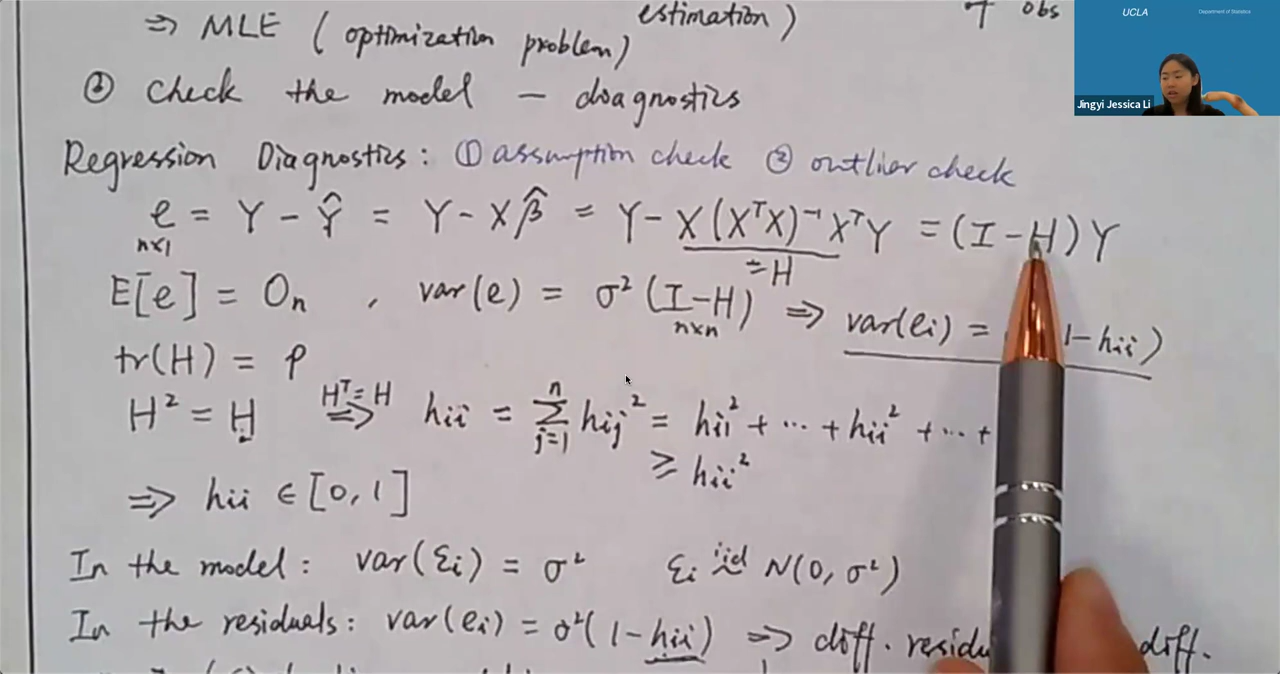 estimation) of obs
⇒ MLE (optimization problem)
③ check the model — diagnostics
Regression Diagnostics: ① assumption check ② outlier check
e = Y - Ŷ = Y - Xβ̂ = Y - X(XᵀX)⁻¹XᵀY = (I - H)Y
n×1 = H
E[e] = 0ₙ , var(e) = σ²(I - H) ⇒ var(eᵢ) = 1 - hᵢᵢ)
n×n
tr(H) = p
H² = H Hᵀ = H ⇒ hᵢᵢ = Σⁿⱼ₌₁ hᵢⱼ² = hᵢ₁² + ⋯ + hᵢᵢ² + ⋯ +
≥ hᵢᵢ²
⇒ hᵢᵢ ∈ [0, 1]
In the model: var(εᵢ) = σ² εᵢ iid ~ N(0, σ²)
In the residuals: var(eᵢ) = σ²(1 - hᵢᵢ) ⇒ diff. diff.
UCLA Department of Statistics
Jingyi Jessica Li